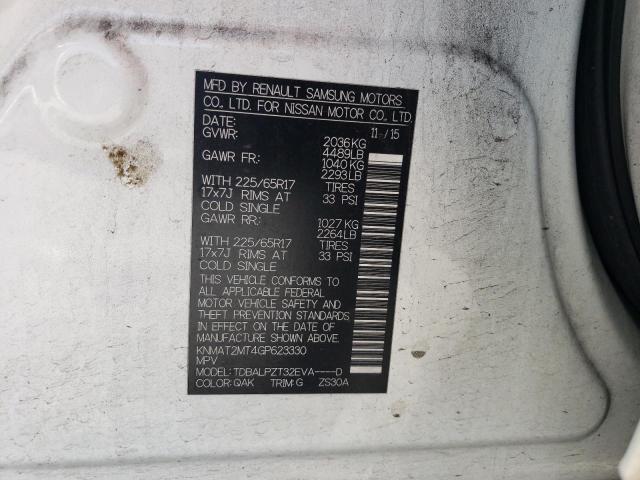 MFD BY RENAULT SAMSUNG MOTORS
CO. LTD. FOR NISSAN MOTOR CO. LTD.
DATE: 11 / 15
GVWR: 2036 KG
4489LB
GAWR FR: 1040 KG
2293LB
WITH 225/65R17 TIRES
17x7J RIMS AT 33 PSI
COLD SINGLE
GAWR RR: 1027 KG
2264LB
WITH 225/65R17 TIRES
17x7J RIMS AT 33 PSI
COLD SINGLE
THIS VEHICLE CONFORMS TO
ALL APPLICABLE FEDERAL
MOTOR VEHICLE SAFETY AND
THEFT PREVENTION STANDARDS
IN EFFECT ON THE DATE OF
MANUFACTURE SHOWN ABOVE.
KNMAT2MT4GP623330
MPV
MODEL: TDBALPZT32EVA----D
COLOR: QAK TRIM: G ZS30A